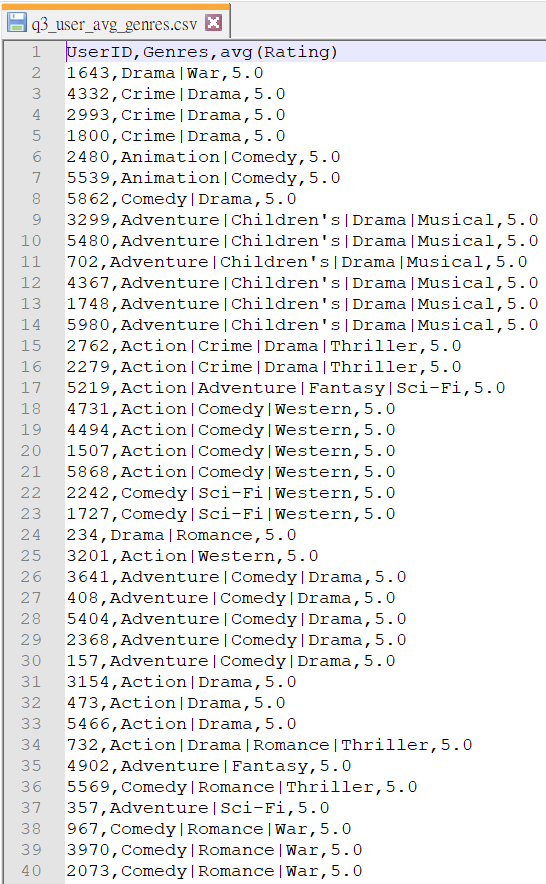 q3_user_avg_genres.csv
1 UserID,Genres,avg(Rating)
2 1643,Drama|War,5.0
3 4332,Crime|Drama,5.0
4 2993,Crime|Drama,5.0
5 1800,Crime|Drama,5.0
6 2480,Animation|Comedy,5.0
7 5539,Animation|Comedy,5.0
8 5862,Comedy|Drama,5.0
9 3299,Adventure|Children's|Drama|Musical,5.0
10 5480,Adventure|Children's|Drama|Musical,5.0
11 702,Adventure|Children's|Drama|Musical,5.0
12 4367,Adventure|Children's|Drama|Musical,5.0
13 1748,Adventure|Children's|Drama|Musical,5.0
14 5980,Adventure|Children's|Drama|Musical,5.0
15 2762,Action|Crime|Drama|Thriller,5.0
16 2279,Action|Crime|Drama|Thriller,5.0
17 5219,Action|Adventure|Fantasy|Sci-Fi,5.0
18 4731,Action|Comedy|Western,5.0
19 4494,Action|Comedy|Western,5.0
20 1507,Action|Comedy|Western,5.0
21 5868,Action|Comedy|Western,5.0
22 2242,Comedy|Sci-Fi|Western,5.0
23 1727,Comedy|Sci-Fi|Western,5.0
24 234,Drama|Romance,5.0
25 3201,Action|Western,5.0
26 3641,Adventure|Comedy|Drama,5.0
27 408,Adventure|Comedy|Drama,5.0
28 5404,Adventure|Comedy|Drama,5.0
29 2368,Adventure|Comedy|Drama,5.0
30 157,Adventure|Comedy|Drama,5.0
31 3154,Action|Drama,5.0
32 473,Action|Drama,5.0
33 5466,Action|Drama,5.0
34 732,Action|Drama|Romance|Thriller,5.0
35 4902,Adventure|Fantasy,5.0
36 5569,Comedy|Romance|Thriller,5.0
37 357,Adventure|Sci-Fi,5.0
38 967,Comedy|Romance|War,5.0
39 3970,Comedy|Romance|War,5.0
40 2073,Comedy|Romance|War,5.0